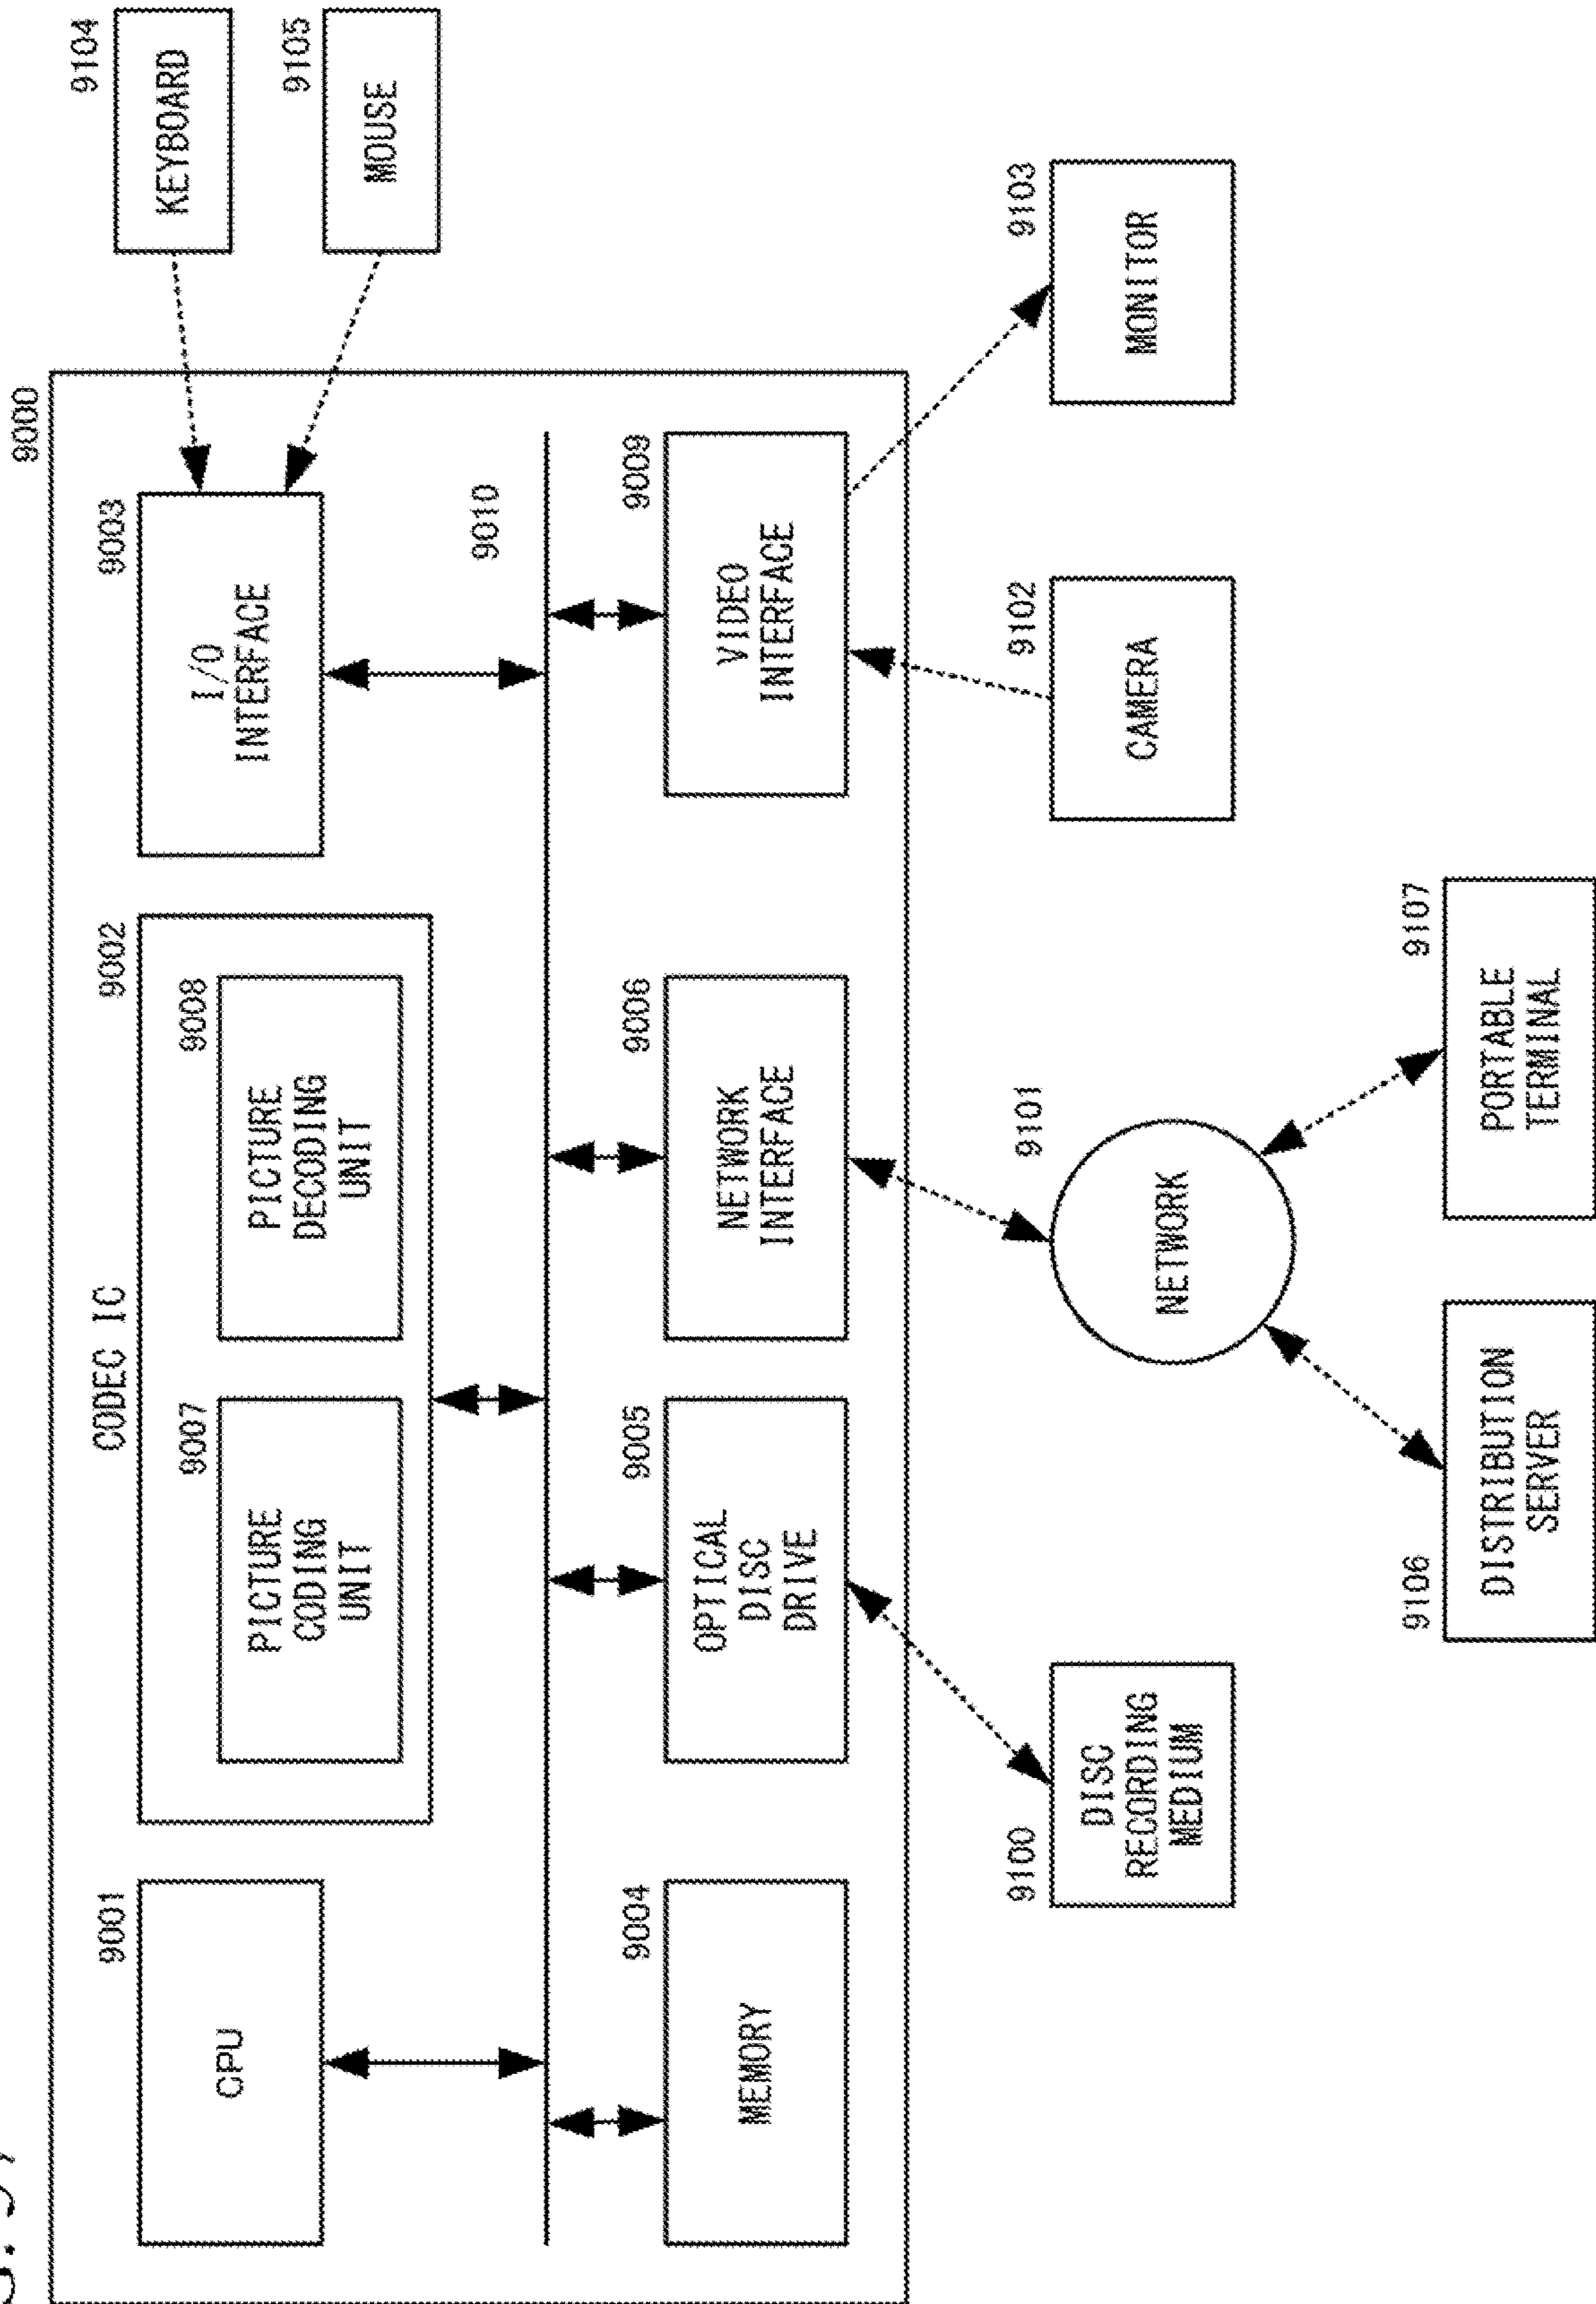 9000
9001
CPU
CODEC IC
9002
9007
PICTURE
CODING
UNIT
9008
PICTURE
DECODING
UNIT
9003
I/O
INTERFACE
9104
KEYBOARD
9105
MOUSE
9010
9004
MEMORY
9005
OPTICAL
DISC
DRIVE
9006
NETWORK
INTERFACE
9009
VIDEO
INTERFACE
9100
DISC
RECORDING
MEDIUM
9101
NETWORK
9102
CAMERA
9103
MONITOR
9106
DISTRIBUTION
SERVER
9107
PORTABLE
TERMINAL